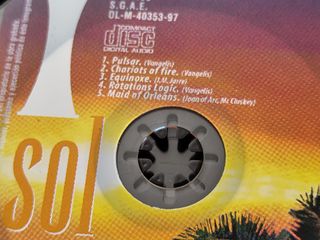 S.G.A.E.
DL-M-40353-97
COMPACT
disc
DIGITAL AUDIO
1. Pulsar. (Vangelis)
2. Chariots of fire. (Vangelis)
3. Equinoxe. (J.M. Jarre)
4. Rotations Logic. (Vangelis)
5. Maid of Orleans. (Joan of Arc, Mc Cluskey)
sol